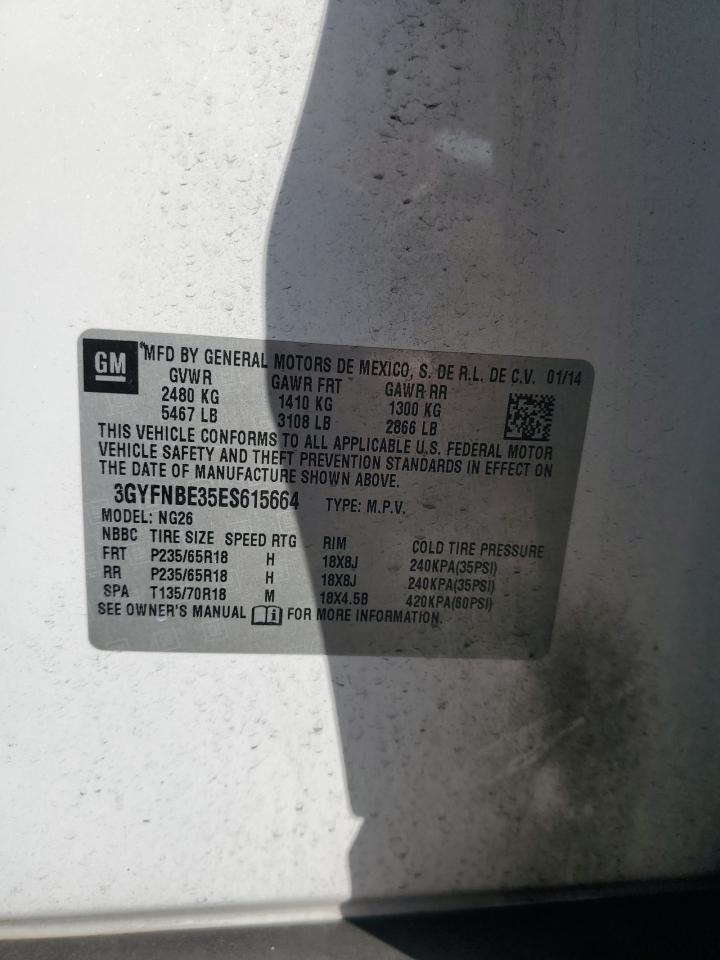 GM "MFD BY GENERAL MOTORS DE MEXICO, S. DE R.L. DE C.V. 01/14
GVWR GAWR FRT GAWR RR
2480 KG 1410 KG 1300 KG
5467 LB 3108 LB 2866 LB
THIS VEHICLE CONFORMS TO ALL APPLICABLE U.S. FEDERAL MOTOR
VEHICLE SAFETY AND THEFT PREVENTION STANDARDS IN EFFECT ON
THE DATE OF MANUFACTURE SHOWN ABOVE.
3GYFNBE35ES615664 TYPE: M.P.V.
MODEL: NG26
NBBC TIRE SIZE SPEED RTG RIM COLD TIRE PRESSURE
FRT P235/65R18 H 18X8J 240KPA(35PSI)
RR P235/65R18 H 18X8J 240KPA(35PSI)
SPA T135/70R18 M 18X4.5B 420KPA(60PSI)
SEE OWNER'S MANUAL FOR MORE INFORMATION.